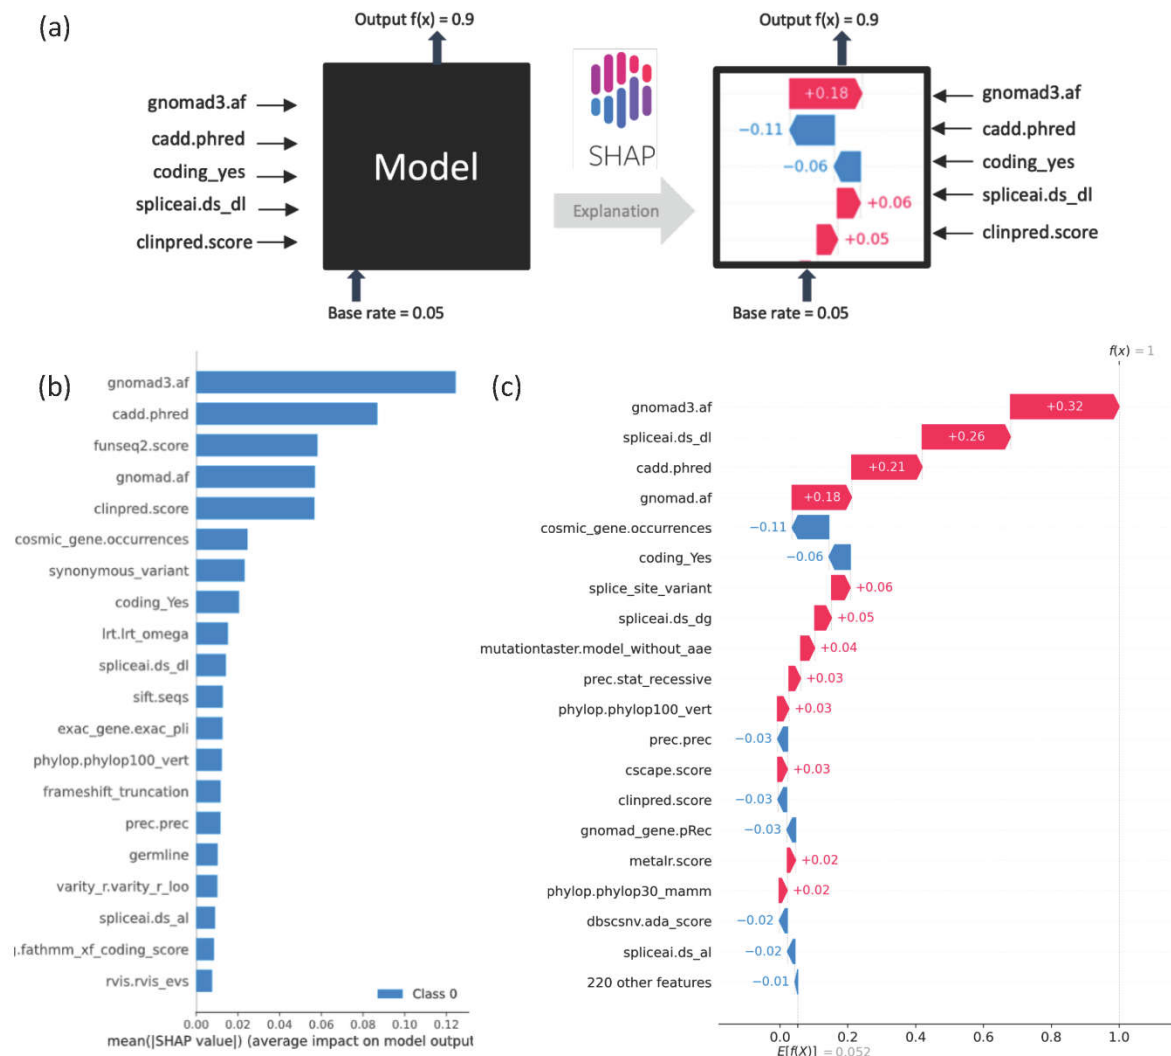 (a)
Output f(x) = 0.9
Output f(x) = 0.9
gnomad3.af
cadd.phred
coding_yes
spliceai.ds_dl
clinpred.score
Model
SHAP
Explanation
+0.18
−0.11
−0.06
+0.06
+0.05
gnomad3.af
cadd.phred
coding_yes
spliceai.ds_dl
clinpred.score
Base rate = 0.05
Base rate = 0.05
(b)
gnomad3.af
cadd.phred
funseq2.score
gnomad.af
clinpred.score
cosmic_gene.occurrences
synonymous_variant
coding_Yes
lrt.lrt_omega
spliceai.ds_dl
sift.seqs
exac_gene.exac_pli
phylop.phylop100_vert
frameshift_truncation
prec.prec
germline
varity_r.varity_r_loo
spliceai.ds_al
.fathmm_xf_coding_score
rvis.rvis_evs
Class 0
0.00 0.02 0.04 0.06 0.08 0.10 0.12
mean(|SHAP value|) (average impact on model output
(c)
f(x) = 1
gnomad3.af +0.32
spliceai.ds_dl +0.26
cadd.phred +0.21
gnomad.af +0.18
cosmic_gene.occurrences −0.11
coding_Yes −0.06
splice_site_variant +0.06
spliceai.ds_dg +0.05
mutationtaster.model_without_aae +0.04
prec.stat_recessive +0.03
phylop.phylop100_vert +0.03
prec.prec −0.03
cscape.score +0.03
clinpred.score −0.03
gnomad_gene.pRec −0.03
metalr.score +0.02
phylop.phylop30_mamm +0.02
dbscsnv.ada_score −0.02
spliceai.ds_al −0.02
220 other features −0.01
0.0 0.2 0.4 0.6 0.8 1.0
E[f(X)] = 0.052